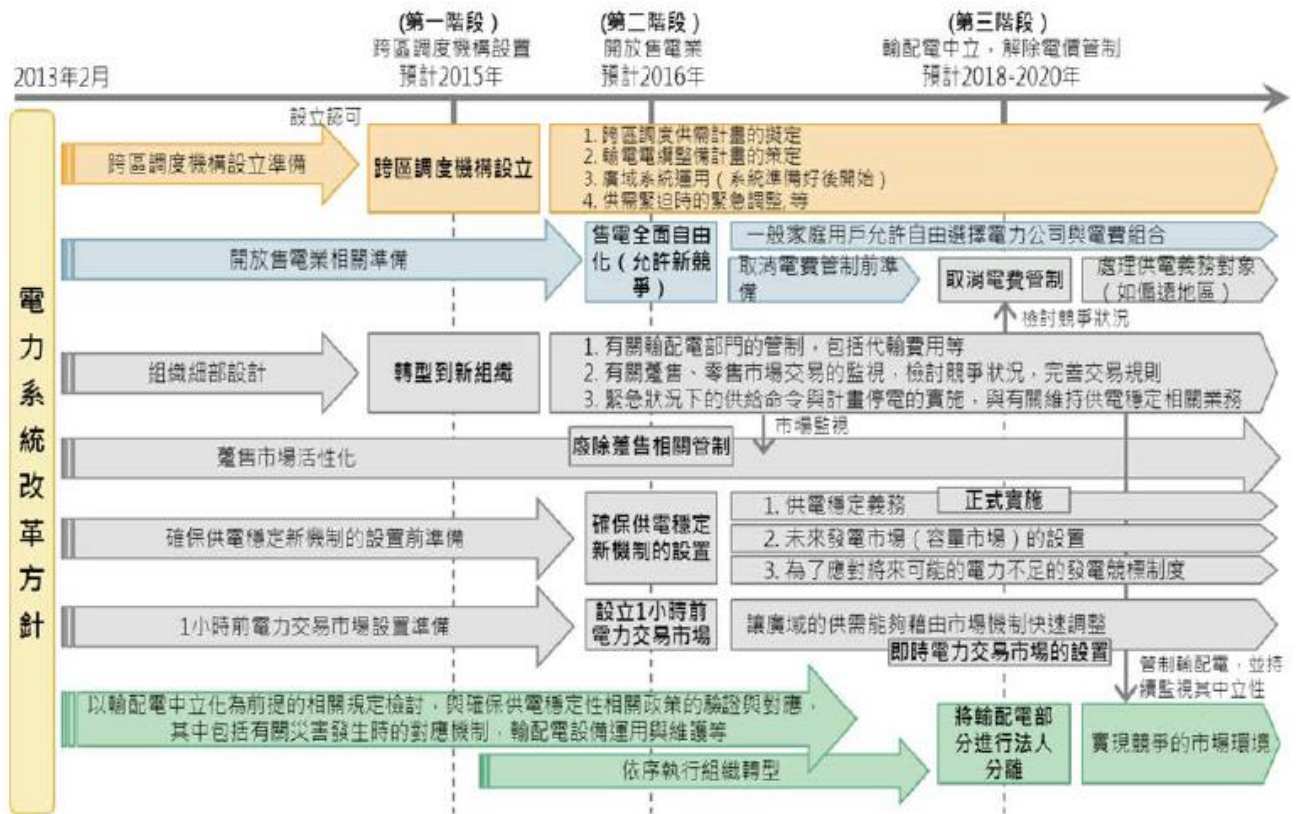 (第一階段)
跨區調度機構設置
預計2015年
(第二階段)
開放售電業
預計2016年
(第三階段)
輸配電中立，解除電價管制
預計2018-2020年
2013年2月
電力系統改革方針
設立認可
跨區調度機構設立準備
跨區調度機構設立
1. 跨區調度供需計畫的擬定
2. 輸電電纜整備計畫的策定
3. 廣域系統運用（系統準備好後開始）
4. 供需緊迫時的緊急調整,等
開放售電業相關準備
售電全面自由
化（允許新競
爭）
一般家庭用戶允許自由選擇電力公司與電費組合
取消電費管制前準
備
取消電費管制
處理供電義務對象
（如偏遠地區）
檢討競爭狀況
組織細部設計
轉型到新組織
1. 有關輸配電部門的管制，包括代輸費用等
2. 有關躉售、零售市場交易的監視，檢討競爭狀況，完善交易規則
3. 緊急狀況下的供給命令與計畫停電的實施，與有關維持供電穩定相關業務
市場監視
躉售市場活性化
廢除躉售相關管制
確保供電穩定新機制的設置前準備
確保供電穩定
新機制的設置
正式實施
1. 供電穩定義務
2. 未來發電市場（容量市場）的設置
3. 為了應對將來可能的電力不足的發電競標制度
1小時前電力交易市場設置準備
設立1小時前
電力交易市場
讓廣域的供需能夠藉由市場機制快速調整
即時電力交易市場的設置
管制輸配電，並持
續監視其中立性
以輸配電中立化為前提的相關規定檢討，與確保供電穩定性相關政策的驗證與對應，
其中包括有關災害發生時的對應機制，輸配電設備運用與維護等
依序執行組織轉型
將輸配電部
分進行法人
分離
實現競爭的市場環境